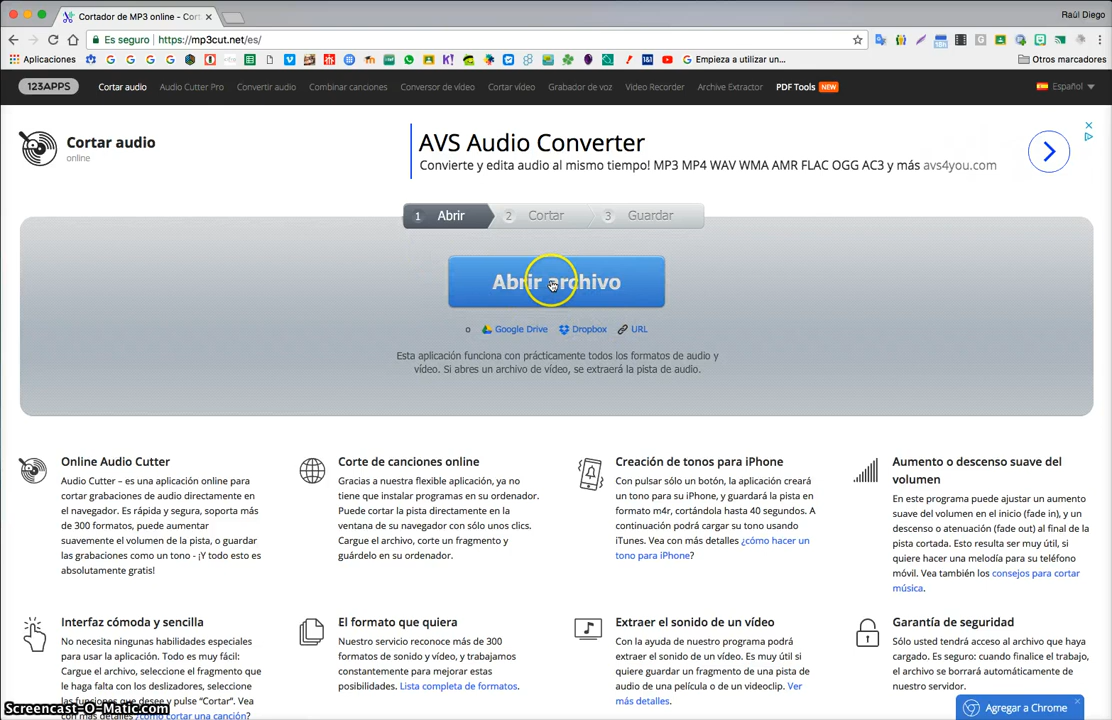 Cortador de MP3 online - Cort
Raúl Diego
Es seguro https://mp3cut.net/es/
Aplicaciones
Empieza a utilizar un...
Otros marcadores
123APPS Cortar audio Audio Cutter Pro Convertir audio Combinar canciones Conversor de vídeo Cortar vídeo Grabador de voz Video Recorder Archive Extractor PDF Tools NEW Español
Cortar audio
online
AVS Audio Converter
Convierte y edita audio al mismo tiempo! MP3 MP4 WAV WMA AMR FLAC OGG AC3 y más avs4you.com
1 Abrir 2 Cortar 3 Guardar
Abrir archivo
o Google Drive Dropbox URL
Esta aplicación funciona con prácticamente todos los formatos de audio y
vídeo. Si abres un archivo de vídeo, se extraerá la pista de audio.
Online Audio Cutter
Audio Cutter – es una aplicación online para
cortar grabaciones de audio directamente en
el navegador. Es rápida y segura, soporta más
de 300 formatos, puede aumentar
suavemente el volumen de la pista, o guardar
las grabaciones como un tono - ¡Y todo esto es
absolutamente gratis!
Corte de canciones online
Gracias a nuestra flexible aplicación, ya no
tiene que instalar programas en su ordenador.
Puede cortar la pista directamente en la
ventana de su navegador con sólo unos clics.
Cargue el archivo, corte un fragmento y
guárdelo en su ordenador.
Creación de tonos para iPhone
Con pulsar sólo un botón, la aplicación creará
un tono para su iPhone, y guardará la pista en
formato m4r, cortándola hasta 40 segundos. A
continuación podrá cargar su tono usando
iTunes. Vea con más detalles ¿cómo hacer un
tono para iPhone?
Aumento o descenso suave del
volumen
En este programa puede ajustar un aumento
suave del volumen en el inicio (fade in), y un
descenso o atenuación (fade out) al final de la
pista cortada. Esto resulta ser muy útil, si
quiere hacer una melodía para su teléfono
móvil. Vea también los consejos para cortar
música.
Interfaz cómoda y sencilla
No necesita ningunas habilidades especiales
para usar la aplicación. Todo es muy fácil:
Cargue el archivo, seleccione el fragmento que
le haga falta con los deslizadores, seleccione
las funciones que desee y pulse “Cortar”. Vea
con más detalles ¿cómo cortar una canción?
El formato que quiera
Nuestro servicio reconoce más de 300
formatos de sonido y vídeo, y trabajamos
constantemente para mejorar estas
posibilidades. Lista completa de formatos.
Extraer el sonido de un vídeo
Con la ayuda de nuestro programa podrá
extraer el sonido de un vídeo. Es muy útil si
quiere guardar un fragmento de una pista de
audio de una película o de un videoclip. Ver
más detalles.
Garantía de seguridad
Sólo usted tendrá acceso al archivo que haya
cargado. Es seguro: cuando finalice el trabajo,
el archivo se borrará automáticamente de
nuestro servidor.
Agregar a Chrome
Screencast-O-Matic.com